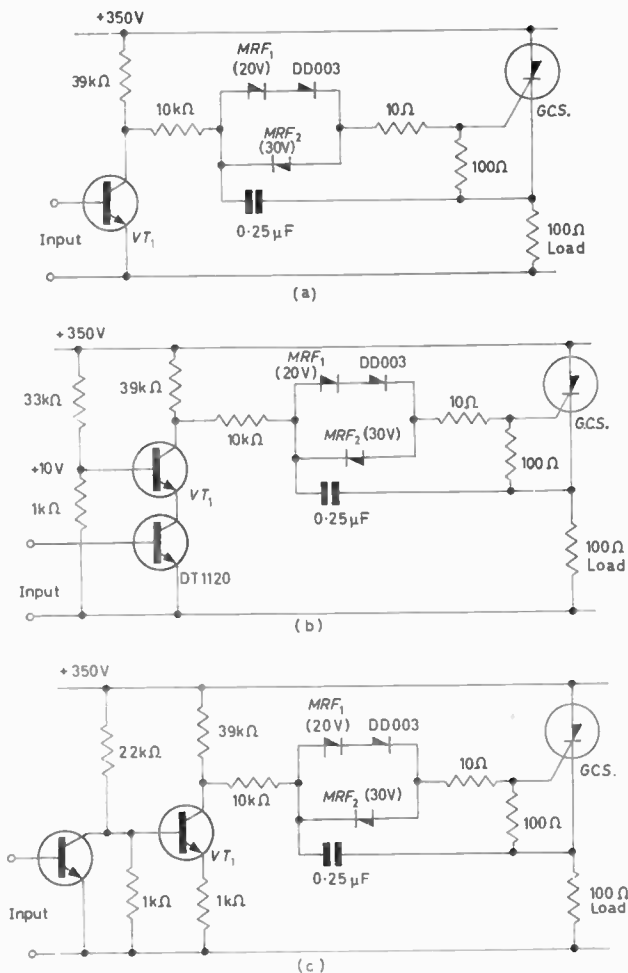 +350V
39kΩ
10kΩ
MRF₁
(20V)
DD003
MRF₂
(30V)
0·25µF
10Ω
100Ω
GCS.
100Ω
Load
Input
VT₁
(a)
+350V
33kΩ
39kΩ
+10V
1kΩ
10kΩ
MRF₁
(20V)
DD003
MRF₂ (30V)
0·25µF
10Ω
100Ω
GCS.
100Ω
Load
VT₁
DT1120
Input
(b)
+350V
22kΩ
39kΩ
10kΩ
MRF₁
(20V)
DD003
MRF₂ (30V)
0·25µF
10Ω
100Ω
GCS.
100Ω
Load
VT₁
Input
1kΩ
1kΩ
(c)